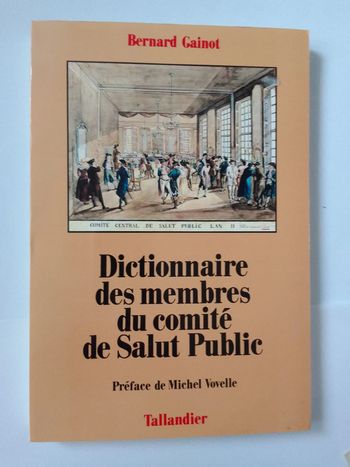 Bernard Gainot
COMITÉ CENTRAL DE SALUT PUBLIC L'AN II
Dictionnaire
des membres
du comité
de Salut Public
Préface de Michel Vovelle
Tallandier